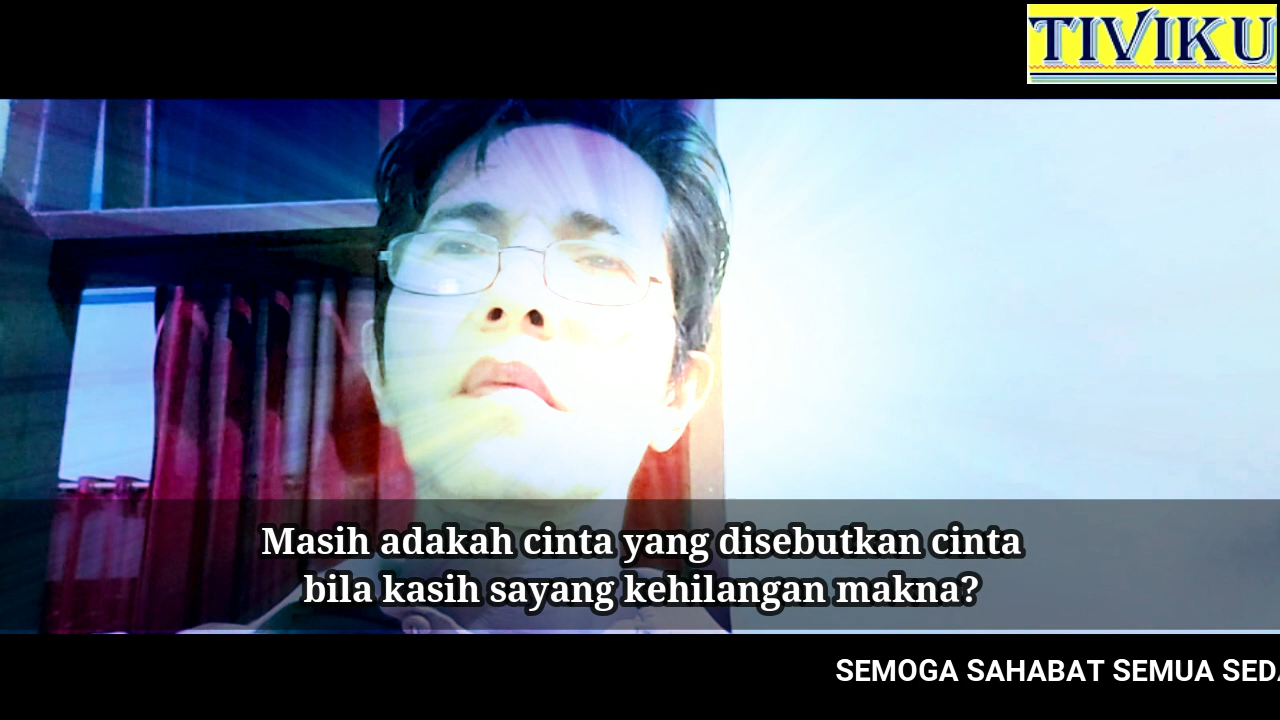 TIVIKU
Masih adakah cinta yang disebutkan cinta
bila kasih sayang kehilangan makna?
SEMOGA SAHABAT SEMUA